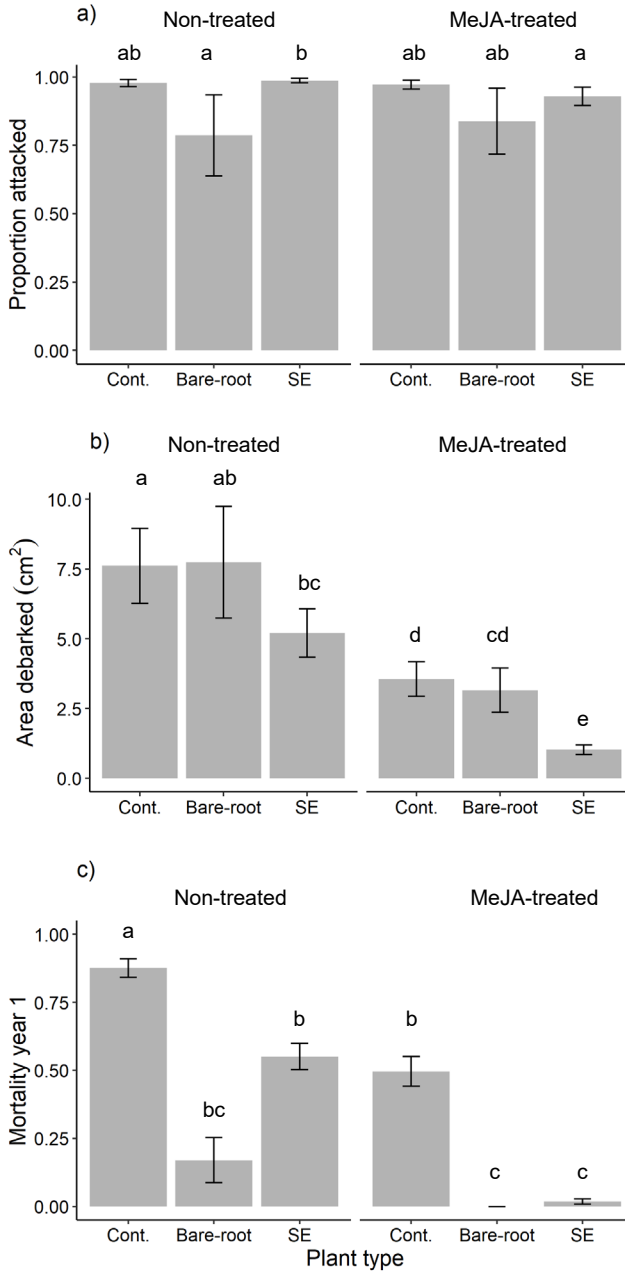 a)
Non-treated MeJA-treated
ab a b ab ab a
1.00
0.75
0.50
0.25
0.00
Proportion attacked
Cont. Bare-root SE Cont. Bare-root SE
b)
Non-treated MeJA-treated
a ab bc d cd e
10.0
7.5
5.0
2.5
0.0
Area debarked (cm²)
Cont. Bare-root SE Cont. Bare-root SE
c)
Non-treated MeJA-treated
a bc b b c c
1.00
0.75
0.50
0.25
0.00
Mortality year 1
Cont. Bare-root SE Cont. Bare-root SE
Plant type